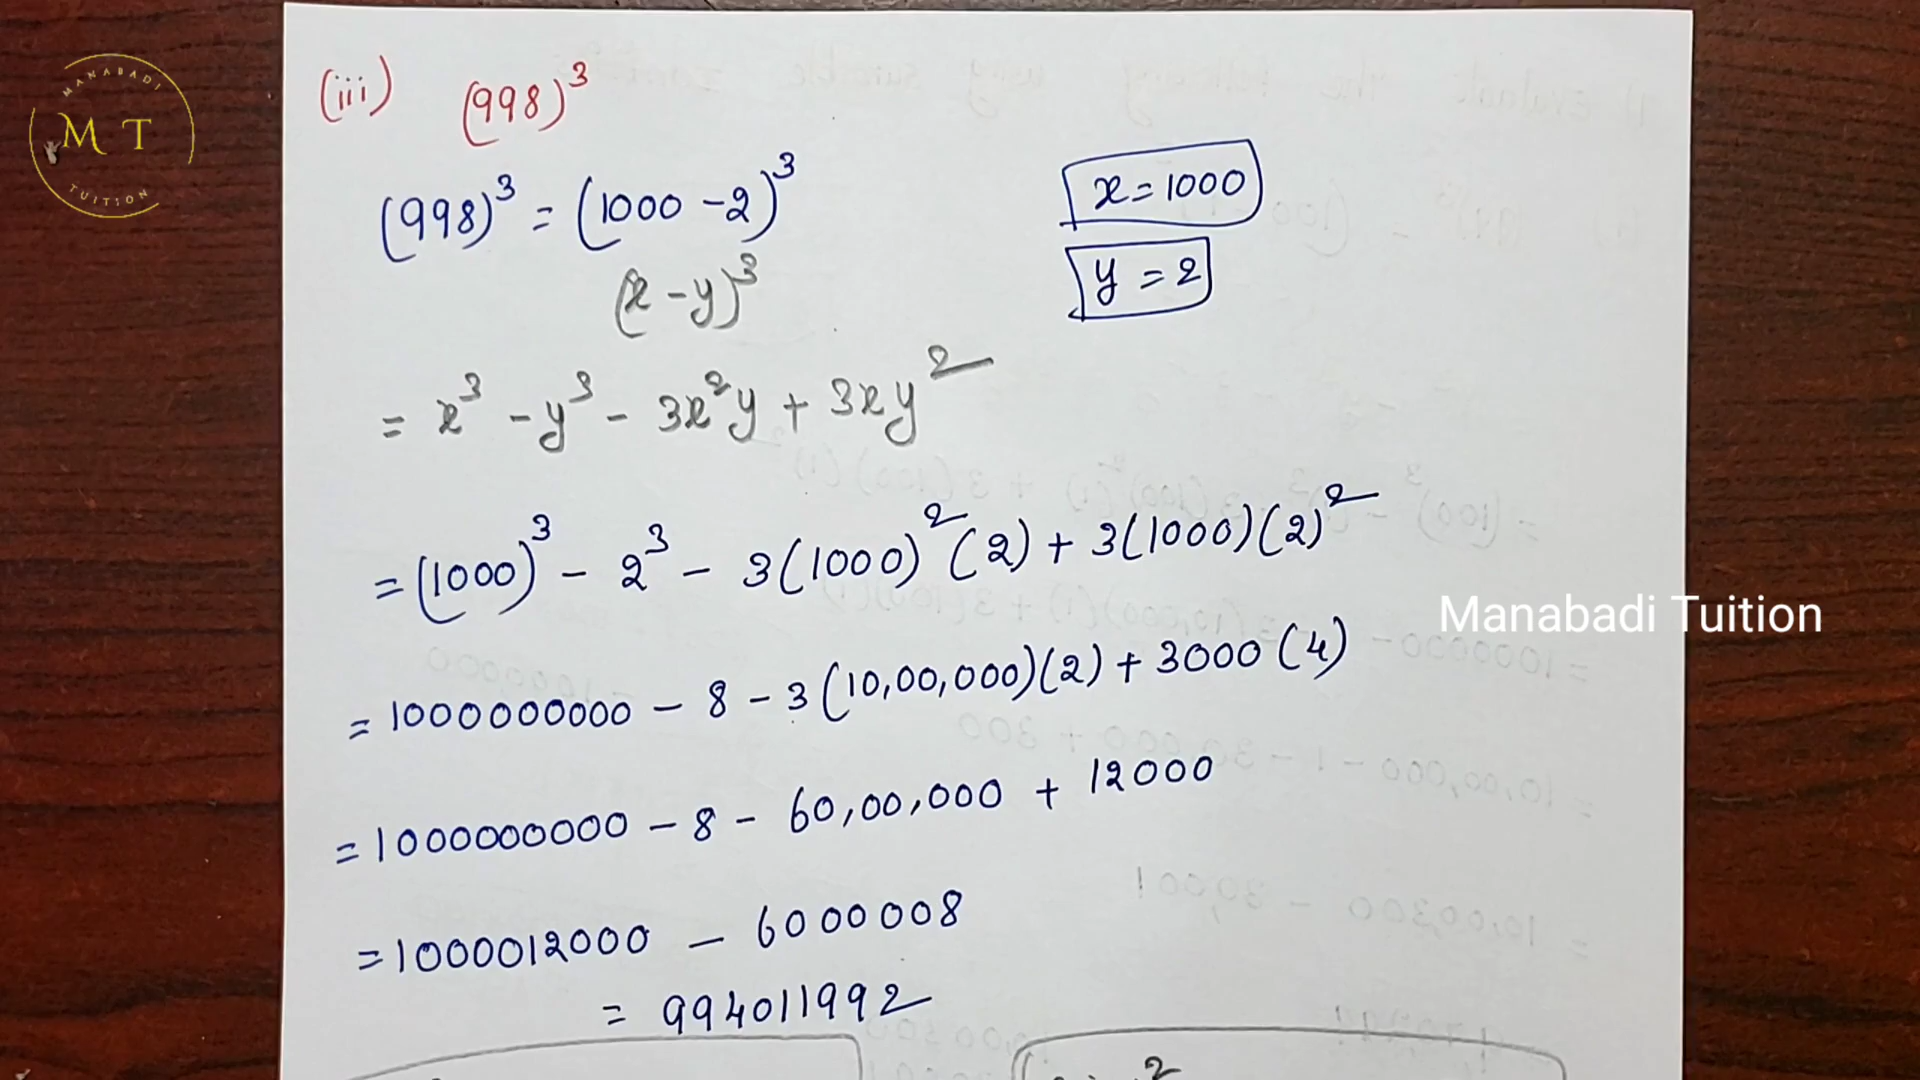 MANABADI
MT
TUITION
(iii) (998)³
(998)³ = (1000 - 2)³
x = 1000
(x - y)³
y = 2
= x³ - y³ - 3x²y + 3xy²
= (1000)³ - 2³ - 3(1000)²(2) + 3(1000)(2)²
Manabadi Tuition
= 1000000000 - 8 - 3(10,00,000)(2) + 3000(4)
= 1000000000 - 8 - 60,00,000 + 12000
= 1000012000 - 6000008
= 994011992